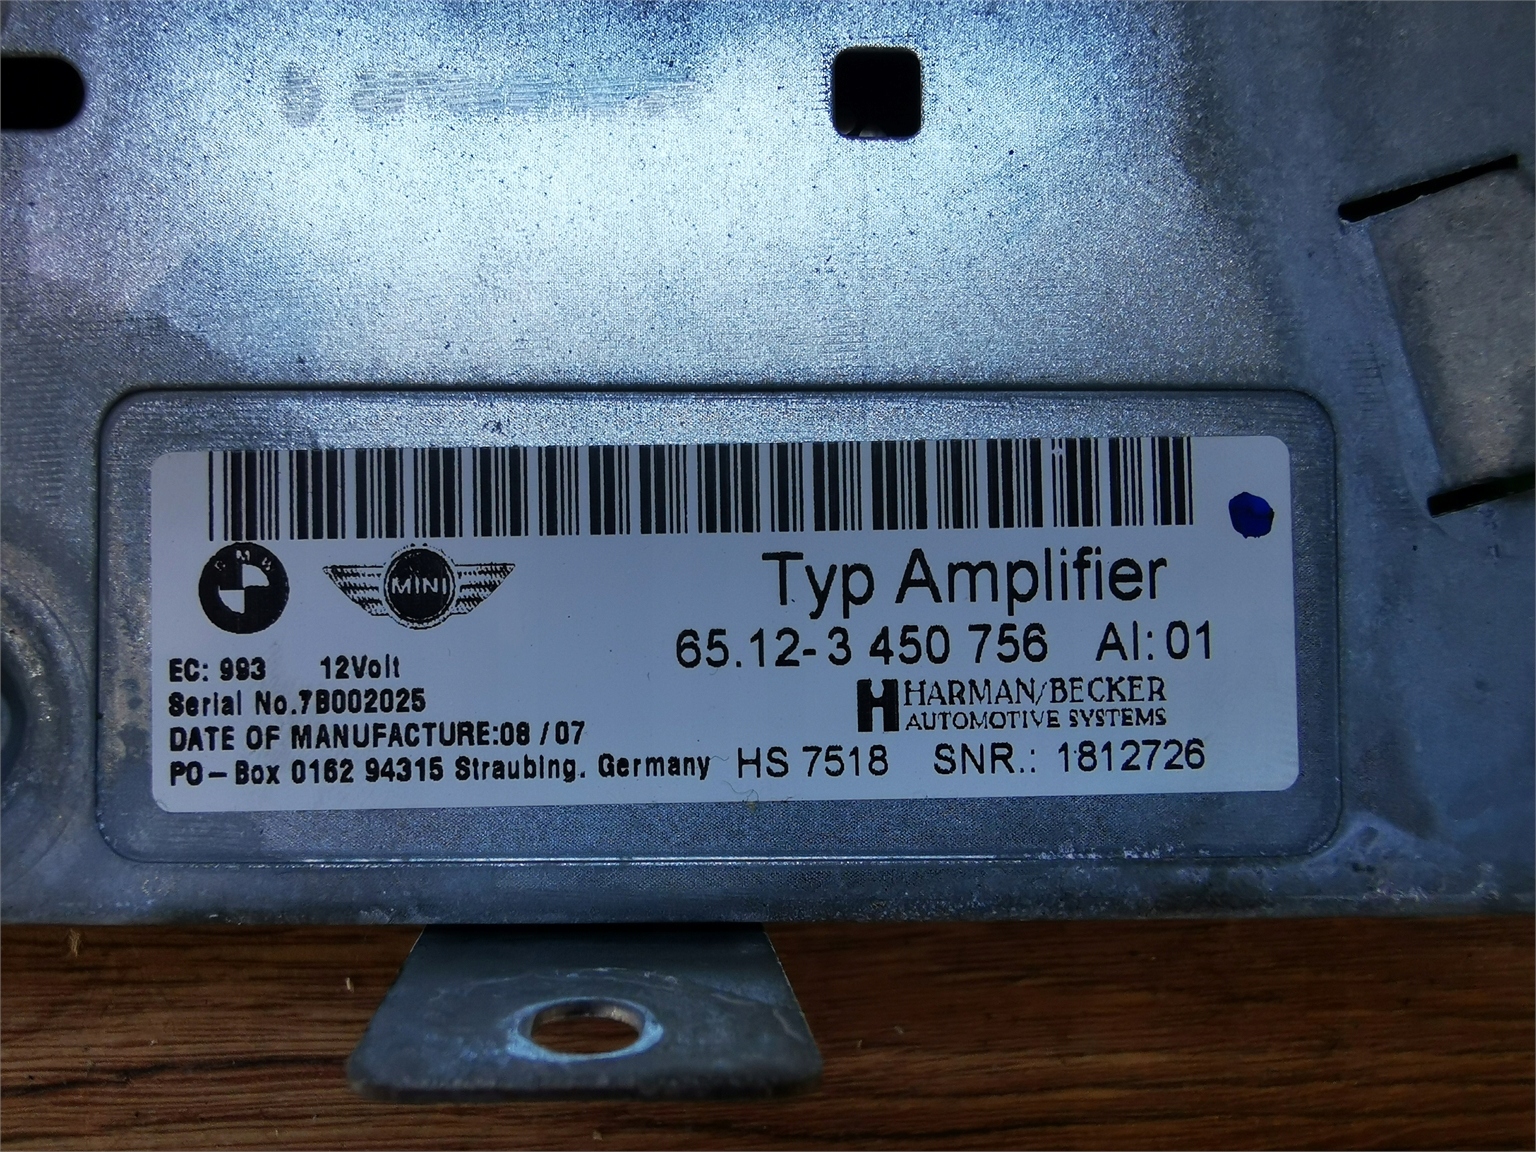 BMW
MINI
Typ Amplifier
65.12-3 450 756 AI: 01
EC: 993 12Volt
Serial No.7B002025
HARMAN/BECKER
AUTOMOTIVE SYSTEMS
DATE OF MANUFACTURE:08 / 07
PO-Box 0162 94315 Straubing. Germany HS 7518 SNR.: 1812726